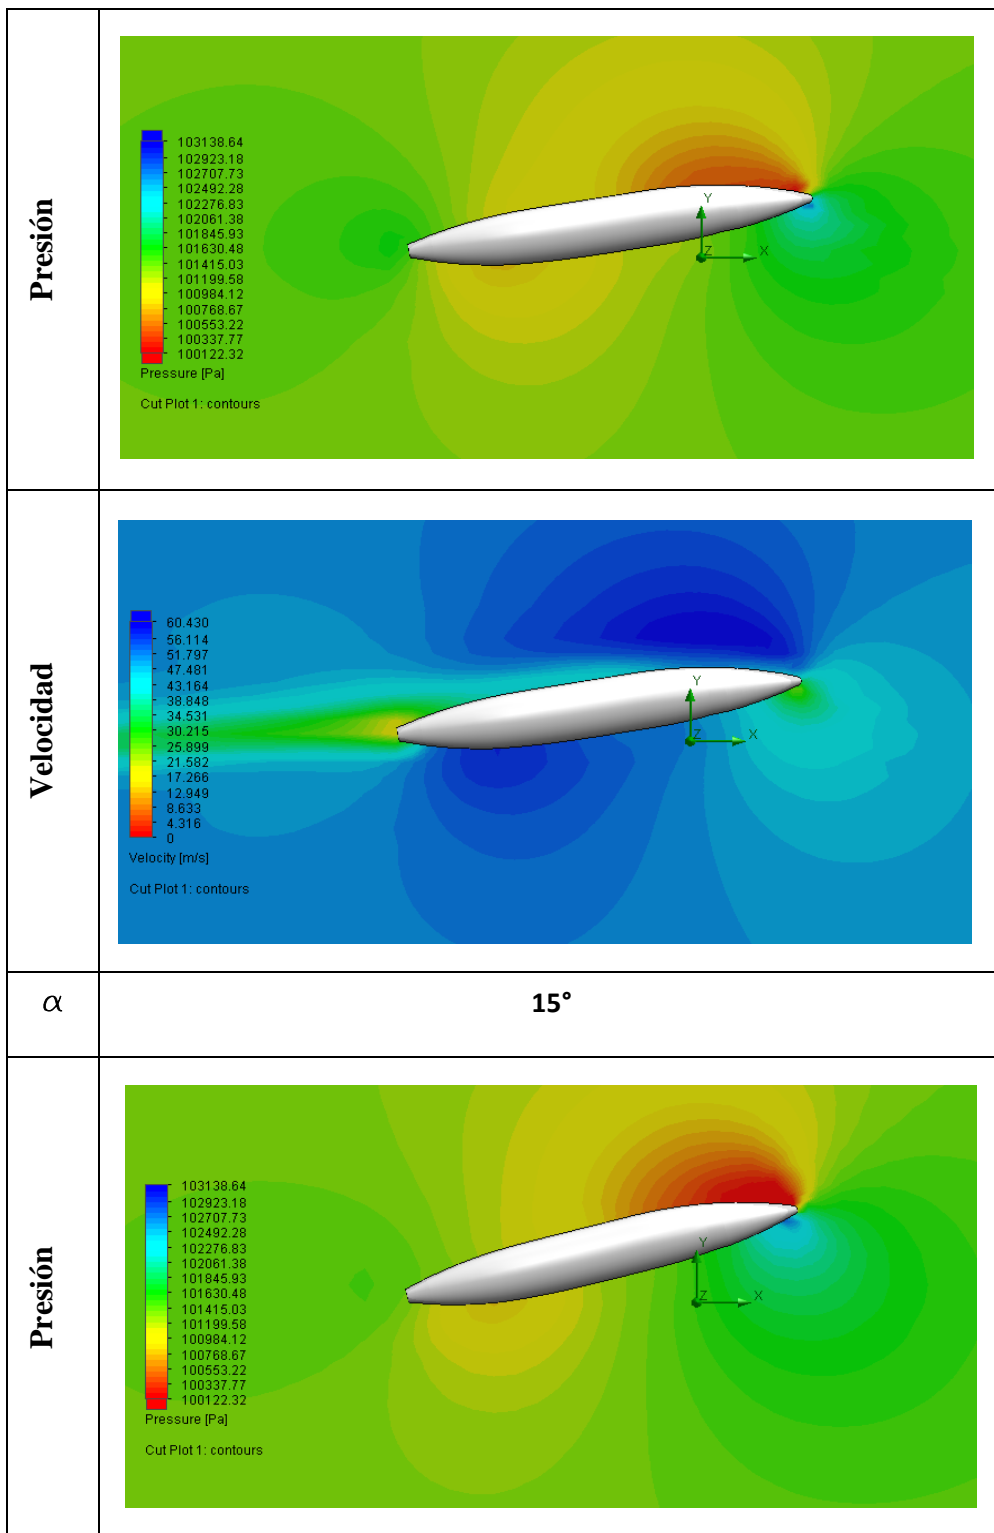 Presión
103138.64
102923.18
102707.73
102492.28
102276.83
102061.38
101845.93
101630.48
101415.03
101199.58
100984.12
100768.67
100553.22
100337.77
100122.32
Pressure [Pa]
Cut Plot 1: contours
Y
Z
X
Velocidad
60.430
56.114
51.797
47.481
43.164
38.848
34.531
30.215
25.899
21.582
17.266
12.949
8.633
4.316
0
Velocity [m/s]
Cut Plot 1: contours
Y
Z
X
α
15°
Presión
103138.64
102923.18
102707.73
102492.28
102276.83
102061.38
101845.93
101630.48
101415.03
101199.58
100984.12
100768.67
100553.22
100337.77
100122.32
Pressure [Pa]
Cut Plot 1: contours
Y
Z
X